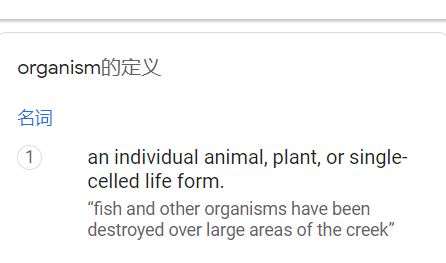 organism的定义
名词
1
an individual animal, plant, or single-
celled life form.
“fish and other organisms have been
destroyed over large areas of the creek”